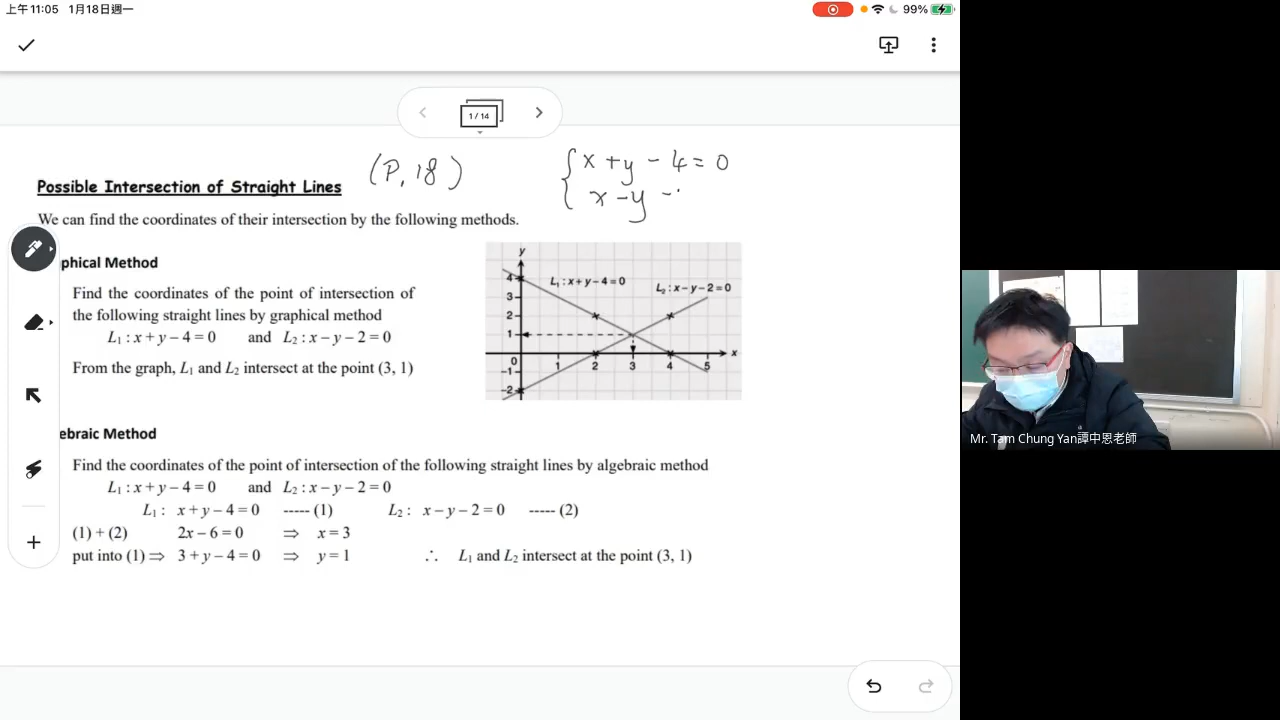 上午11:05 1月18日週一
99%
1 / 14
(P, 18)
{ x + y - 4 = 0
x - y -
Possible Intersection of Straight Lines
We can find the coordinates of their intersection by the following methods.
phical Method
Find the coordinates of the point of intersection of
the following straight lines by graphical method
L₁ : x + y – 4 = 0 and L₂ : x – y – 2 = 0
From the graph, L₁ and L₂ intersect at the point (3, 1)
y
L₁ : x + y – 4 = 0
L₂ : x – y – 2 = 0
4
3
2
1
0
–1
–2
1 2 3 4 5
x
ebraic Method
Find the coordinates of the point of intersection of the following straight lines by algebraic method
L₁ : x + y – 4 = 0 and L₂ : x – y – 2 = 0
L₁ : x + y – 4 = 0 ----- (1) L₂ : x – y – 2 = 0 ----- (2)
(1) + (2) 2x – 6 = 0 ⇒ x = 3
put into (1) ⇒ 3 + y – 4 = 0 ⇒ y = 1 ∴ L₁ and L₂ intersect at the point (3, 1)
Mr. Tam Chung Yan譚中恩老師